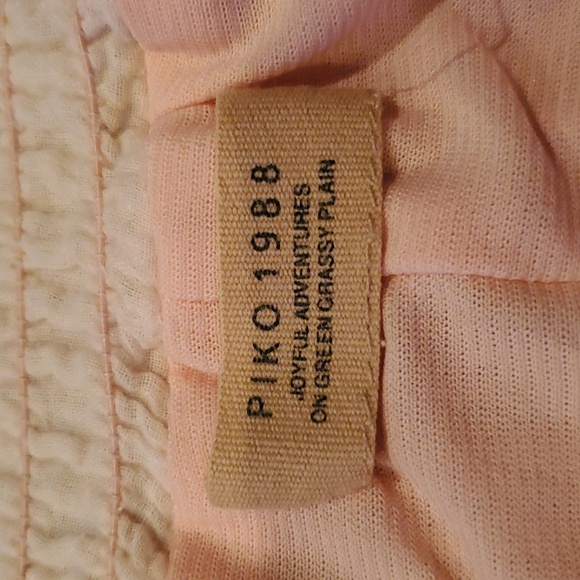 PIKO 1988
JOYFUL ADVENTURES
ON GREEN GRASSY PLAIN